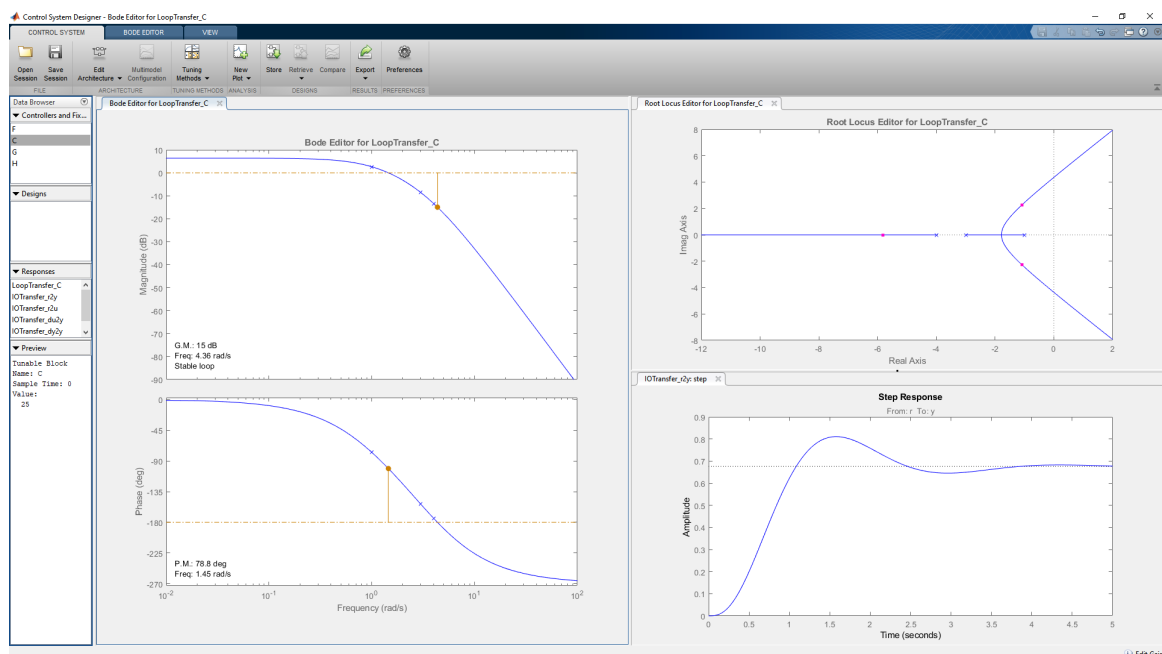 Control System Designer - Bode Editor for LoopTransfer_C
CONTROL SYSTEM
BODE EDITOR
VIEW
Open Session
Save Session
Edit Architecture
Multimodel Configuration
Tuning Methods
New Plot
Store
Retrieve
Compare
Export
Preferences
FILE
ARCHITECTURE
TUNING METHODS
ANALYSIS
DESIGNS
RESULTS
PREFERENCES
Data Browser
Controllers and Fix...
F
C
G
H
Designs
Responses
LoopTransfer_C
IOTransfer_r2y
IOTransfer_r2u
IOTransfer_du2y
IOTransfer_dy2y
Preview
Tunable Block
Name: C
Sample Time: 0
Value:
25
Bode Editor for LoopTransfer_C
Bode Editor for LoopTransfer_C
Magnitude (dB)
10
0
-10
-20
-30
-40
-50
-60
-70
-80
-90
G.M.: 15 dB
Freq: 4.36 rad/s
Stable loop
Phase (deg)
0
-45
-90
-135
-180
-225
-270
P.M.: 78.8 deg
Freq: 1.45 rad/s
10^-2
10^-1
10^0
10^1
10^2
Frequency (rad/s)
Root Locus Editor for LoopTransfer_C
Root Locus Editor for LoopTransfer_C
Imag Axis
8
6
4
2
0
-2
-4
-6
-8
-12
-10
-8
-6
-4
-2
0
2
Real Axis
IOTransfer_r2y: step
Step Response
From: r To: y
Amplitude
0.9
0.8
0.7
0.6
0.5
0.4
0.3
0.2
0.1
0
0
0.5
1
1.5
2
2.5
3
3.5
4
4.5
5
Time (seconds)